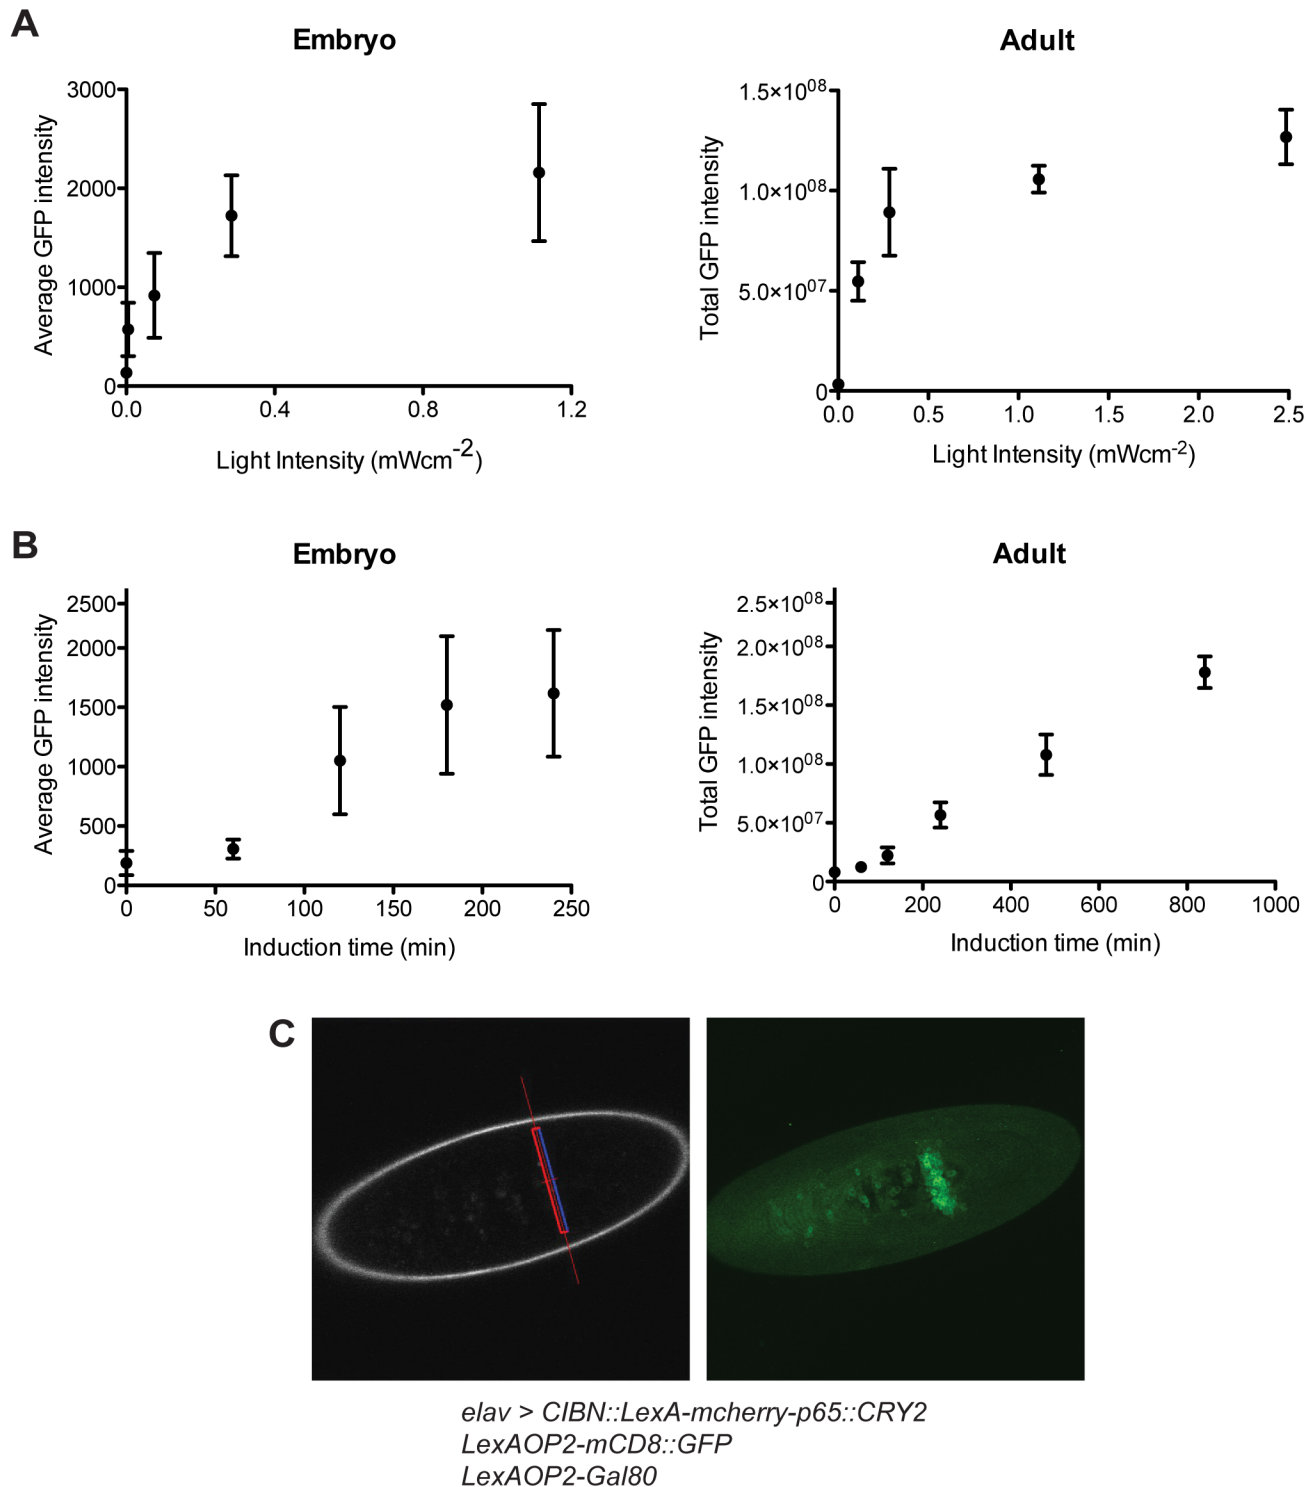 A
Embryo
Average GFP intensity
3000
2000
1000
0
0.0 0.4 0.8 1.2
Light Intensity (mWcm-2)
Adult
Total GFP intensity
1.5×10^08
1.0×10^08
5.0×10^07
0
0.0 0.5 1.0 1.5 2.0 2.5
Light Intensity (mWcm-2)
B
Embryo
Average GFP intensity
2500
2000
1500
1000
500
0
0 50 100 150 200 250
Induction time (min)
Adult
Total GFP intensity
2.5×10^08
2.0×10^08
1.5×10^08
1.0×10^08
5.0×10^07
0
0 200 400 600 800 1000
Induction time (min)
C
elav > CIBN::LexA-mcherry-p65::CRY2
LexAOP2-mCD8::GFP
LexAOP2-Gal80